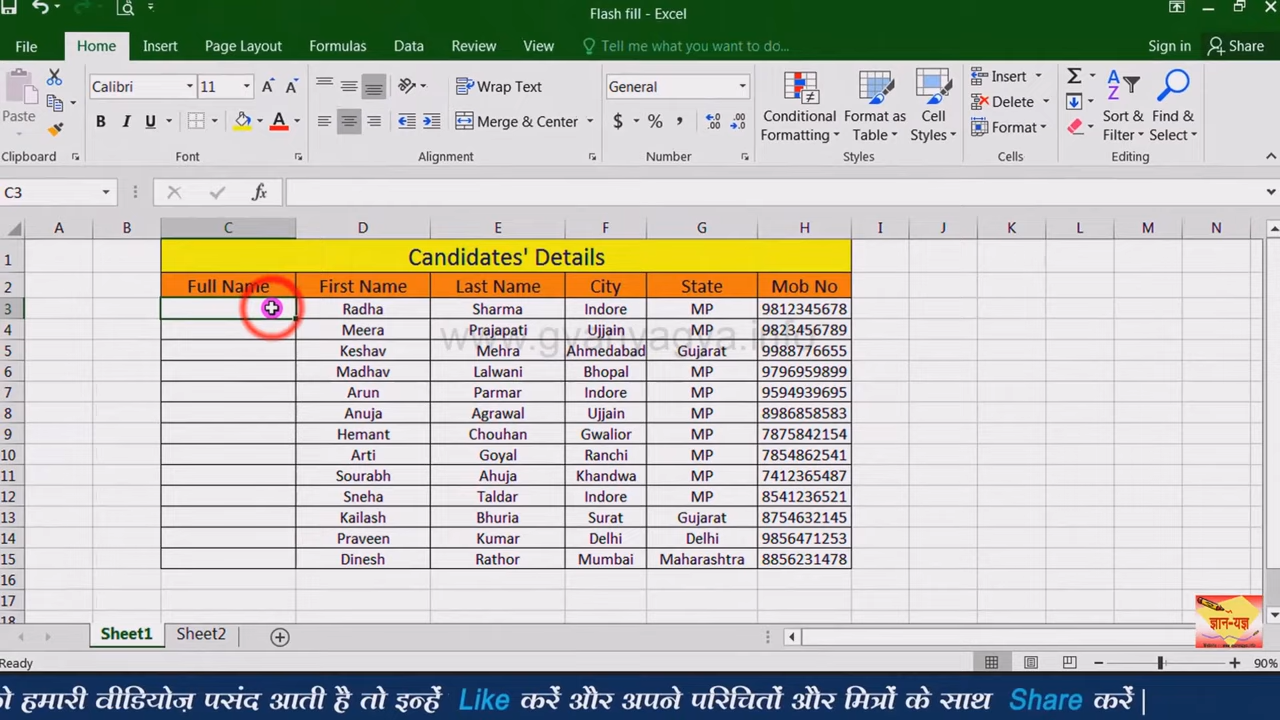 Flash fill - Excel
File Home Insert Page Layout Formulas Data Review View Tell me what you want to do... Sign in Share
Paste Calibri 11 Wrap Text General Conditional Formatting Format as Table Cell Styles Insert Σ Sort & Filter Find & Select
B I U A Merge & Center $ % , Delete
Format
Clipboard Font Alignment Number Styles Cells Editing
C3 fx
A B C D E F G H I J K L M N
1 Candidates' Details
2 Full Name First Name Last Name City State Mob No
3 Radha Sharma Indore MP 9812345678
4 Meera Prajapati Ujjain MP 9823456789
www.gyanyagya.info
5 Keshav Mehra Ahmedabad Gujarat 9988776655
6 Madhav Lalwani Bhopal MP 9796959899
7 Arun Parmar Indore MP 9594939695
8 Anuja Agrawal Ujjain MP 8986858583
9 Hemant Chouhan Gwalior MP 7875842154
10 Arti Goyal Ranchi MP 7854862541
11 Sourabh Ahuja Khandwa MP 7412365487
12 Sneha Taldar Indore MP 8541236521
13 Kailash Bhuria Surat Gujarat 8754632145
14 Praveen Kumar Delhi Delhi 9856471253
15 Dinesh Rathor Mumbai Maharashtra 8856231478
16
17
18
ज्ञान-यज्ञ
Sheet1 Sheet2
Ready 90%
को हमारी वीडियोज़ पसंद आती है तो इन्हें Like करें और अपने परिचितों और मित्रों के साथ Share करें |